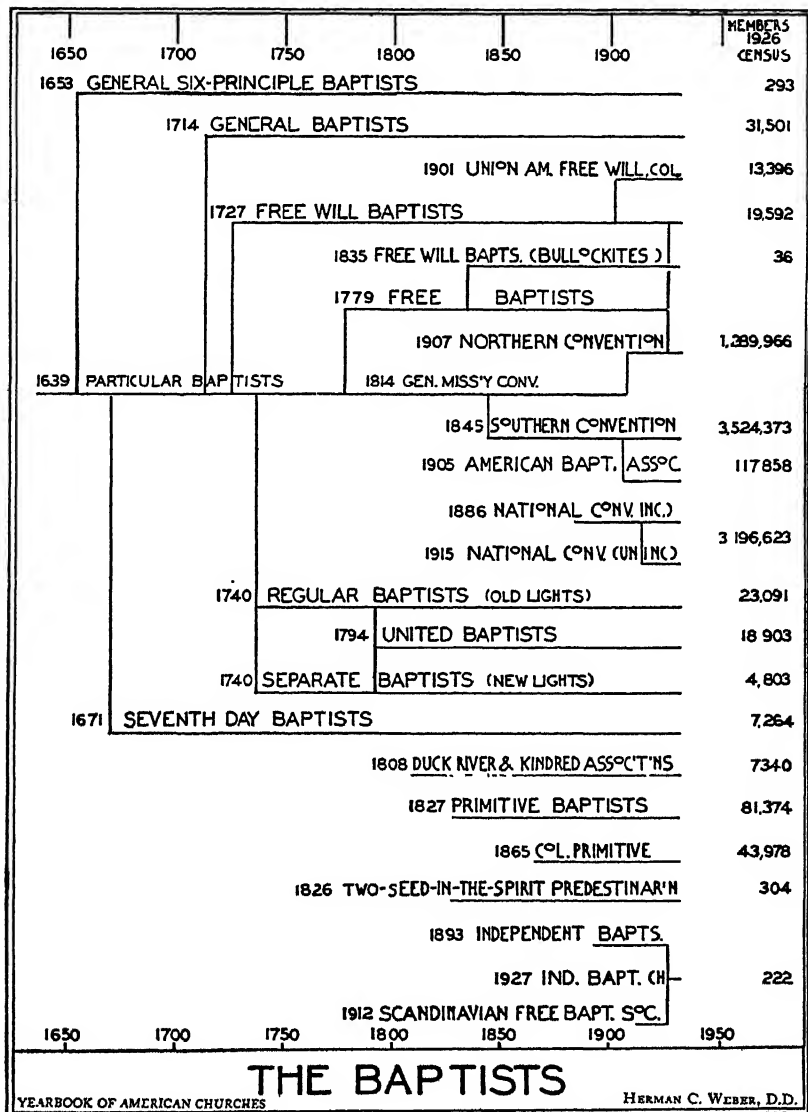 MEMBERS
1926
1650 1700 1750 1800 1850 1900 CENSUS
1653 GENERAL SIX-PRINCIPLE BAPTISTS 293
1714 GENERAL BAPTISTS 31,501
1901 UNION AM. FREE WILL, COL. 13,396
1727 FREE WILL BAPTISTS 19,592
1835 FREE WILL BAPTS. (BULLOCKITES) 36
1779 FREE BAPTISTS
1907 NORTHERN CONVENTION 1,289,966
1639 PARTICULAR BAPTISTS 1814 GEN. MISS'Y CONV.
1845 SOUTHERN CONVENTION 3,524,373
1905 AMERICAN BAPT. ASSOC. 117858
1886 NATIONAL CONV. INC.)
3 196,623
1915 NATIONAL CONV. (UN INC.)
1740 REGULAR BAPTISTS (OLD LIGHTS) 23,091
1794 UNITED BAPTISTS 18 903
1740 SEPARATE BAPTISTS (NEW LIGHTS) 4,803
1671 SEVENTH DAY BAPTISTS 7,264
1808 DUCK RIVER & KINDRED ASSOC'T'NS 7340
1827 PRIMITIVE BAPTISTS 81,374
1865 COL. PRIMITIVE 43,978
1826 TWO-SEED-IN-THE-SPIRIT PREDESTINAR'N 304
1893 INDEPENDENT BAPTS.
1927 IND. BAPT. CH 222
1912 SCANDINAVIAN FREE BAPT. SOC.
1650 1700 1750 1800 1850 1900 1950
THE BAPTISTS
YEARBOOK OF AMERICAN CHURCHES HERMAN C. WEBER, D.D.